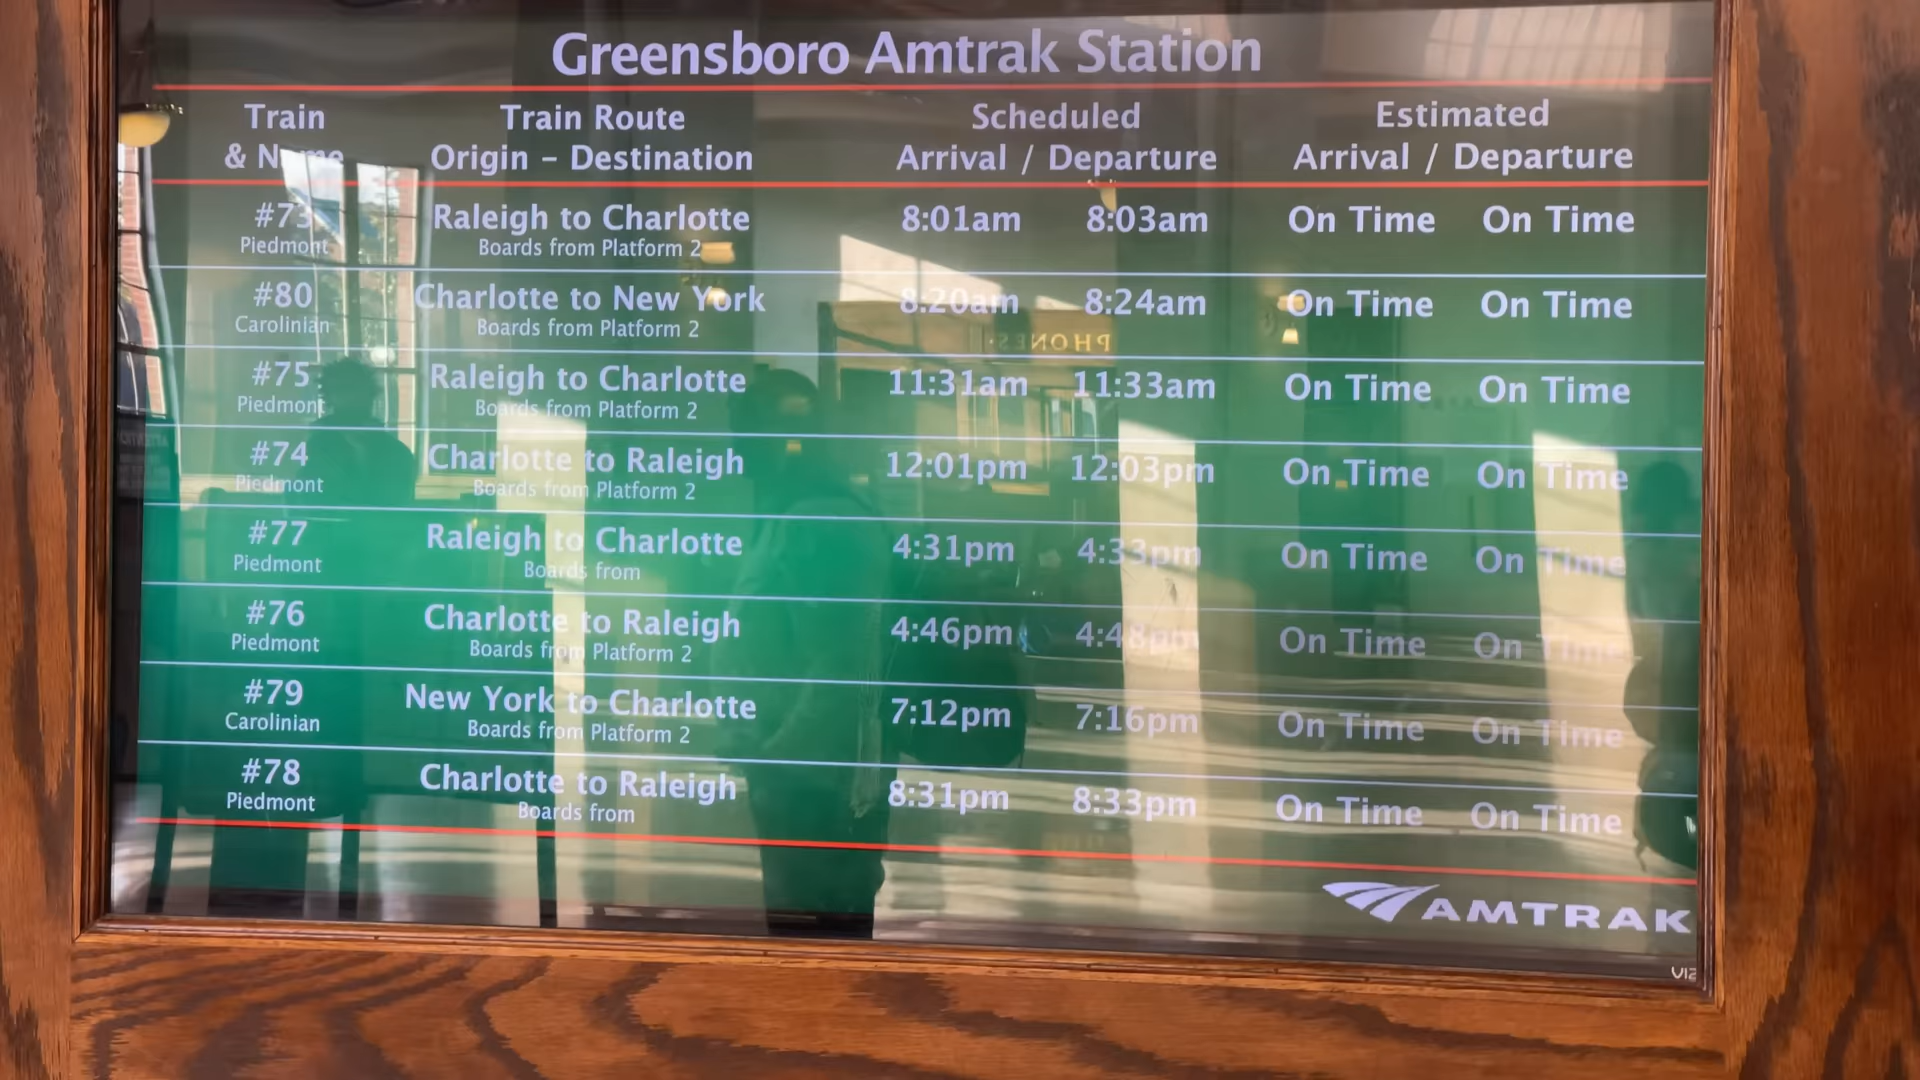 Greensboro Amtrak Station
Train Train Route Scheduled Estimated
& Name Origin – Destination Arrival / Departure Arrival / Departure
#73 Raleigh to Charlotte 8:01am 8:03am On Time On Time
Piedmont Boards from Platform 2
#80 Charlotte to New York 8:20am 8:24am On Time On Time
Carolinian Boards from Platform 2
PHONES
#75 Raleigh to Charlotte 11:31am 11:33am On Time On Time
Piedmont Boards from Platform 2
#74 Charlotte to Raleigh 12:01pm 12:03pm On Time On Time
Piedmont Boards from Platform 2
#77 Raleigh to Charlotte 4:31pm 4:33pm On Time On Time
Piedmont Boards from
#76 Charlotte to Raleigh 4:46pm 4:48pm On Time On Time
Piedmont Boards from Platform 2
#79 New York to Charlotte 7:12pm 7:16pm On Time On Time
Carolinian Boards from Platform 2
#78 Charlotte to Raleigh 8:31pm 8:33pm On Time On Time
Piedmont Boards from
AMTRAK